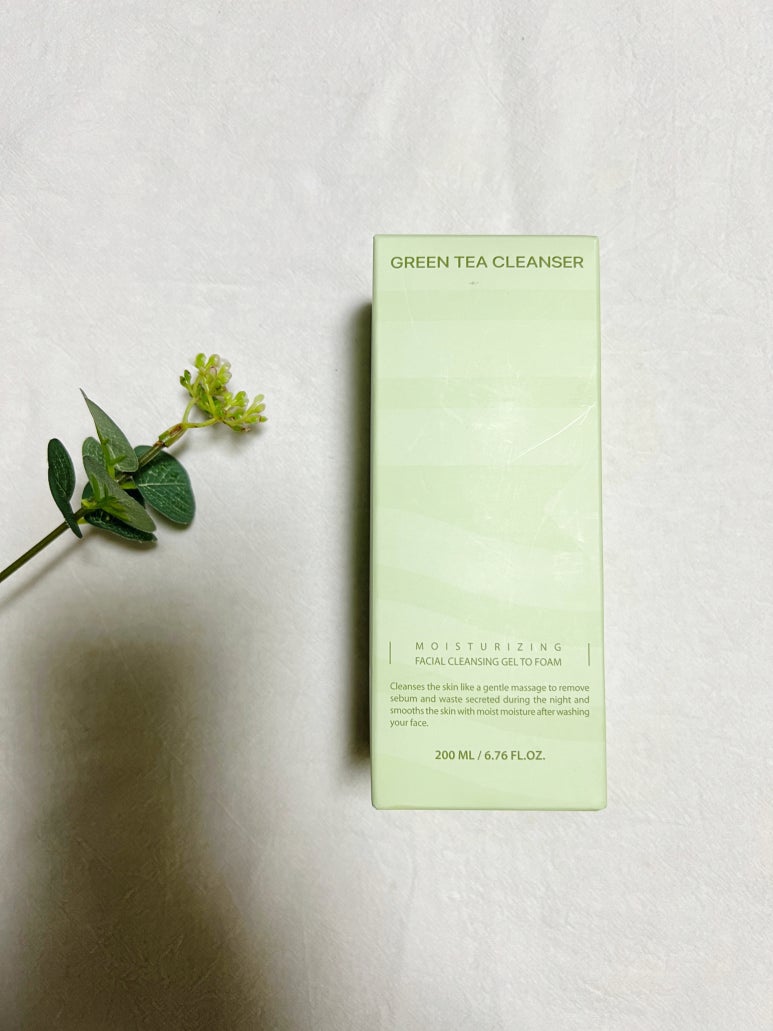 GREEN TEA CLEANSER
MOISTURIZING
FACIAL CLEANSING GEL TO FOAM
Cleanses the skin like a gentle massage to remove
sebum and waste secreted during the night and
smooths the skin with moist moisture after washing
your face.
200 ML / 6.76 FL.OZ.